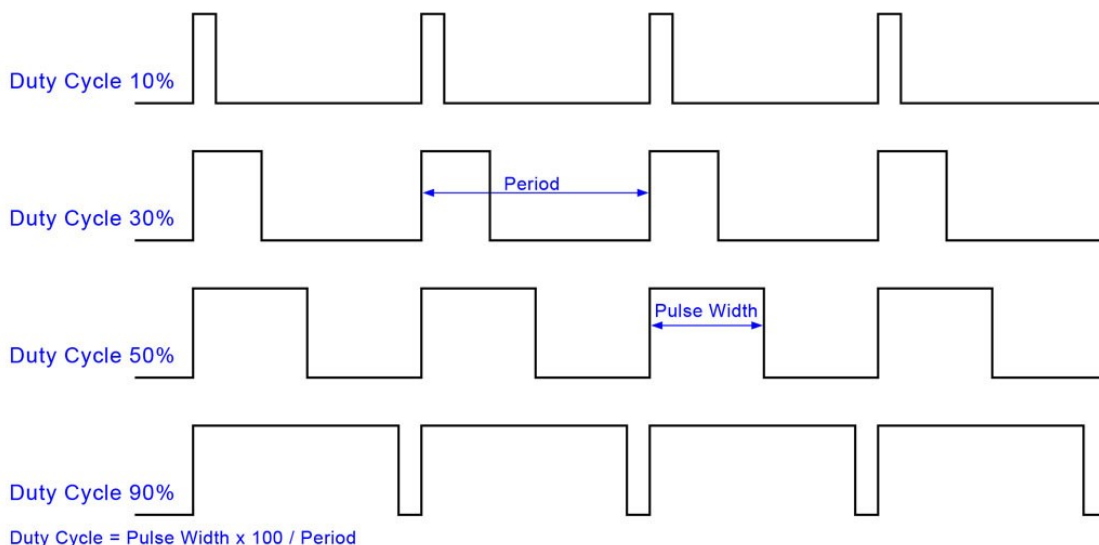 Duty Cycle 10%
Period
Duty Cycle 30%
Pulse Width
Duty Cycle 50%
Duty Cycle 90%
Duty Cycle = Pulse Width x 100 / Period